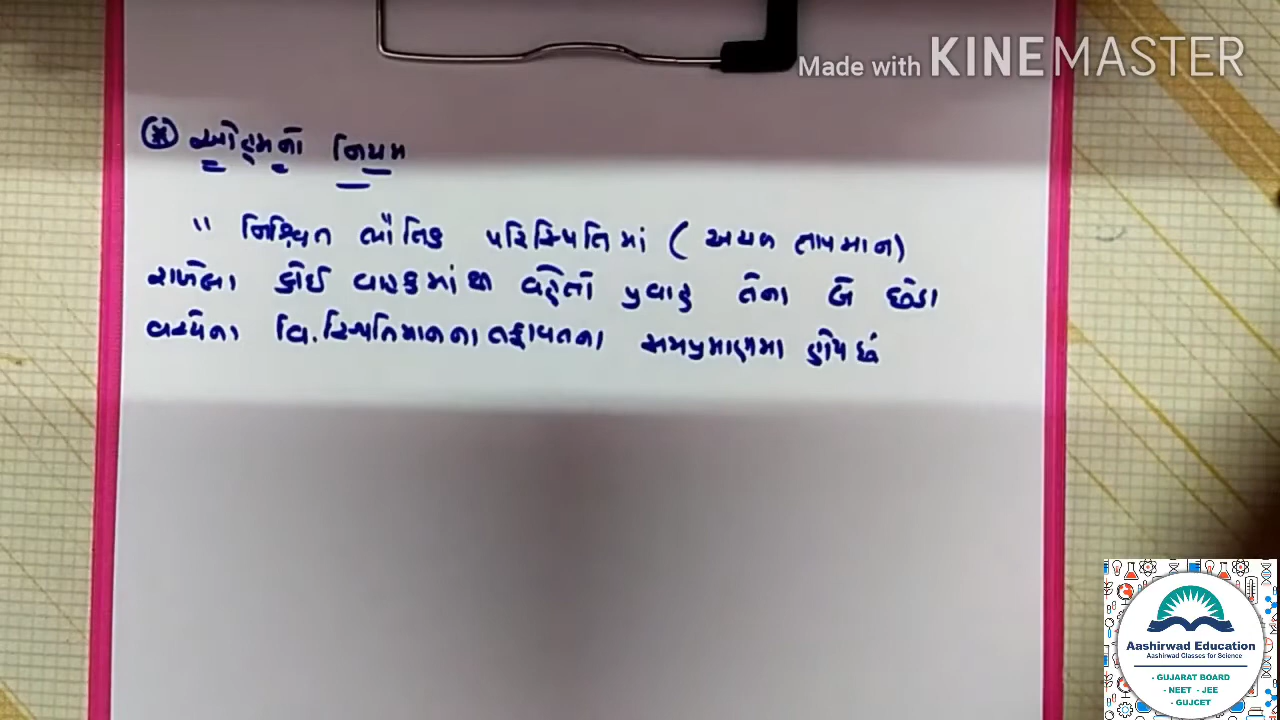 Made with KINEMASTER
ઓહ્મનો નિયમ
" નિશ્ચિત ભૌતિક પરિસ્થિતિમાં ( અચળ તાપમાન)
રાખેલા કોઈ વાહકમાંથી વહેતો પ્રવાહ તેના બે છેડા
વચ્ચેના વિ.સ્થિતિમાનના તફાવતના સમપ્રમાણમાં હોય છે
Aashirwad Education
Aashirwad Classes for Science
- GUJARAT BOARD
- NEET - JEE
- GUJCET